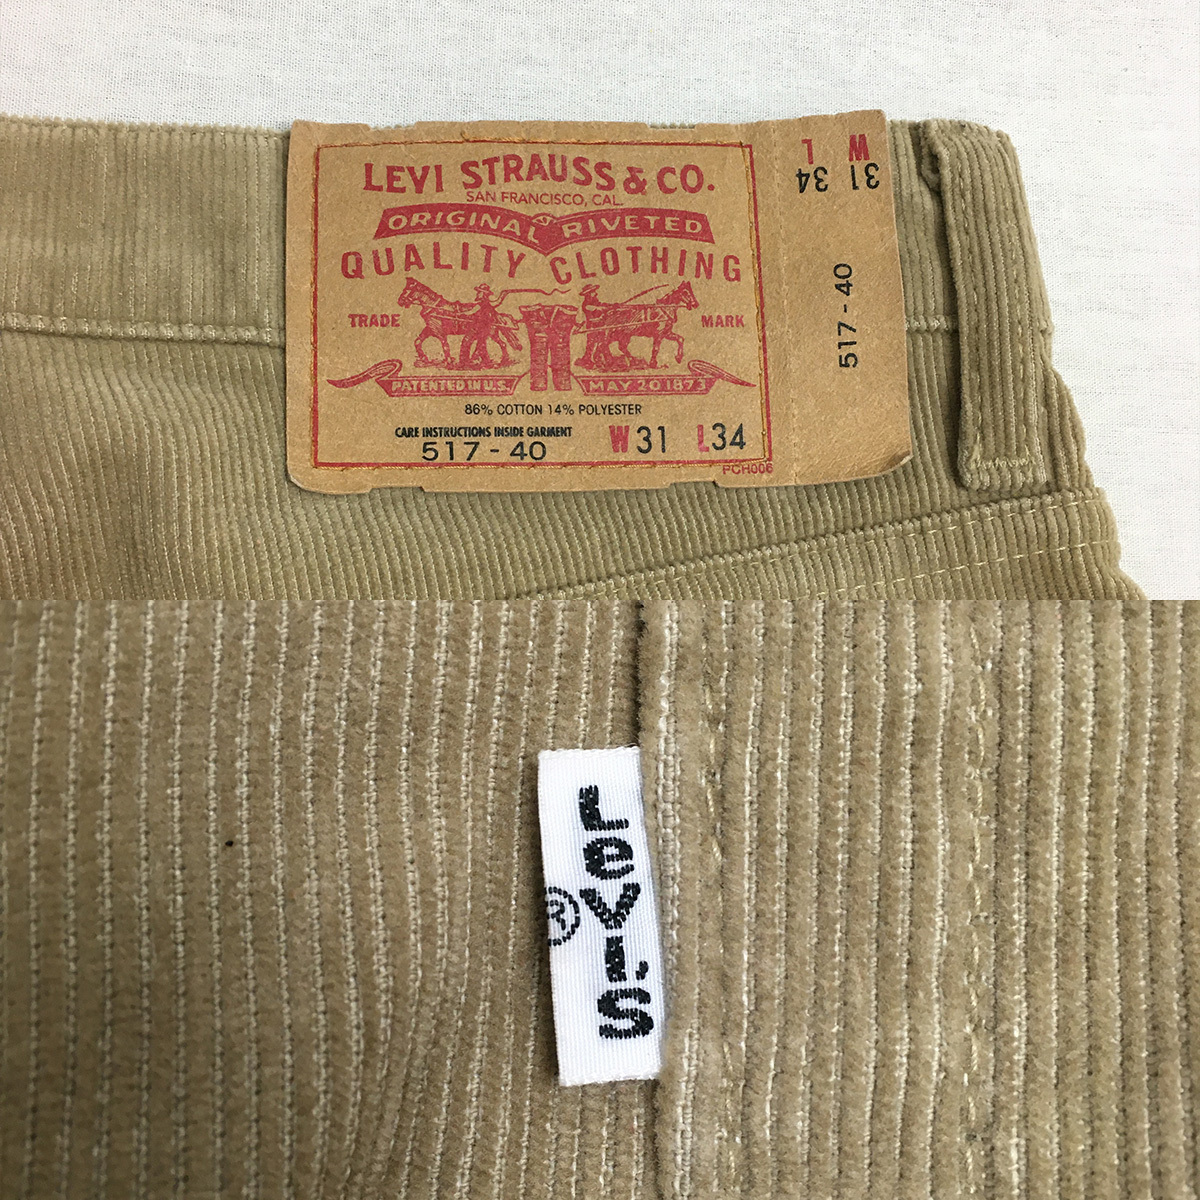 LEVI STRAUSS & CO.
SAN FRANCISCO, CAL.
ORIGINAL RIVETED
QUALITY CLOTHING
TRADE MARK
PATENTED IN U.S. MAY 20 1873
86% COTTON 14% POLYESTER
CARE INSTRUCTIONS INSIDE GARMENT
517-40 W31 L34
PCH006
W L
31 34
517-40
Levi's
®